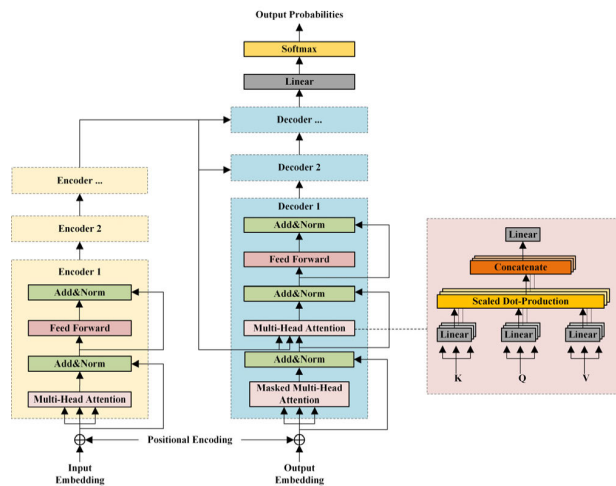 Output Probabilities
Softmax
Linear
Decoder ...
Decoder 2
Decoder 1
Add&Norm
Feed Forward
Add&Norm
Multi-Head Attention
Add&Norm
Masked Multi-Head
Attention
Output
Embedding
Encoder ...
Encoder 2
Encoder 1
Add&Norm
Feed Forward
Add&Norm
Multi-Head Attention
Positional Encoding
Input
Embedding
Linear
Concatenate
Scaled Dot-Production
Linear
Linear
Linear
K
Q
V